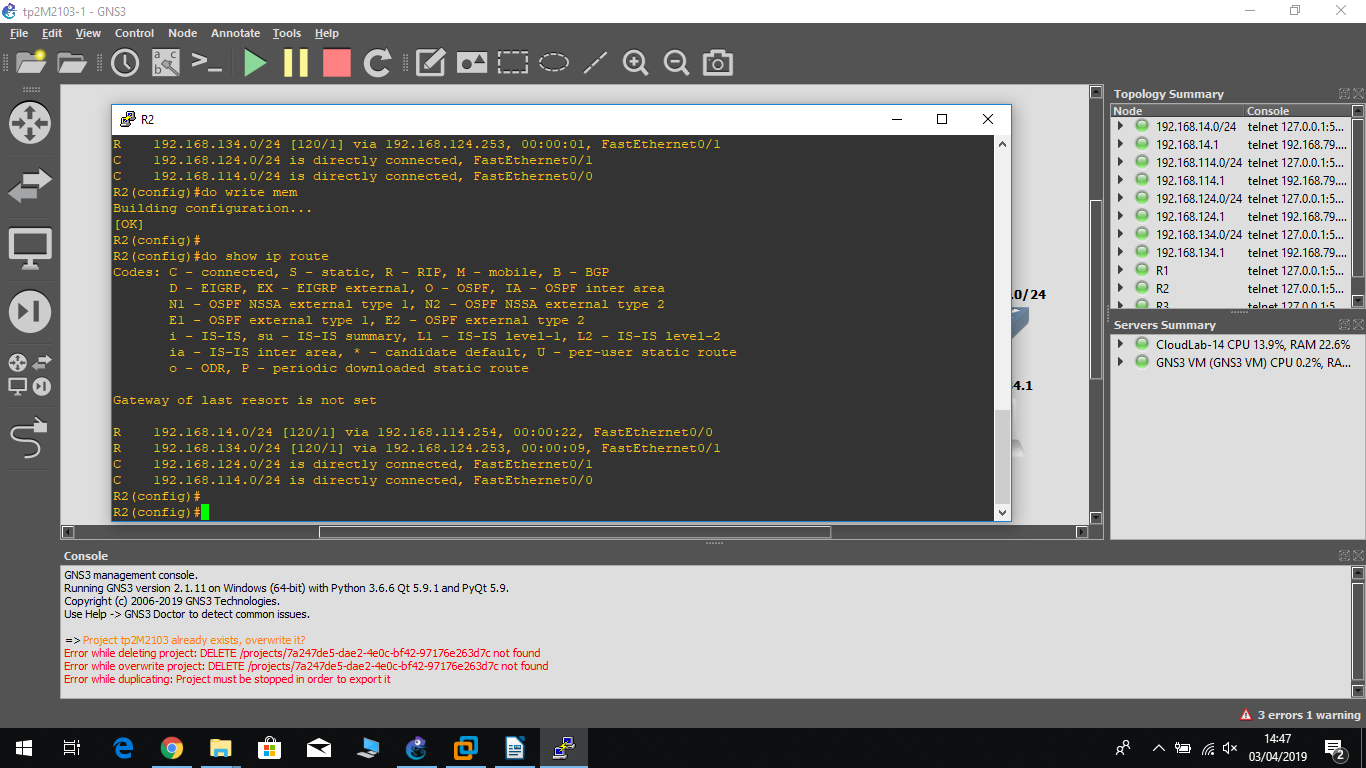 tp2M2103-1 - GNS3
File Edit View Control Node Annotate Tools Help
R2
R 192.168.134.0/24 [120/1] via 192.168.124.253, 00:00:01, FastEthernet0/1
C 192.168.124.0/24 is directly connected, FastEthernet0/1
C 192.168.114.0/24 is directly connected, FastEthernet0/0
R2(config)#do write mem
Building configuration...
[OK]
R2(config)#
R2(config)#do show ip route
Codes: C - connected, S - static, R - RIP, M - mobile, B - BGP
D - EIGRP, EX - EIGRP external, O - OSPF, IA - OSPF inter area
N1 - OSPF NSSA external type 1, N2 - OSPF NSSA external type 2
E1 - OSPF external type 1, E2 - OSPF external type 2
i - IS-IS, su - IS-IS summary, L1 - IS-IS level-1, L2 - IS-IS level-2
ia - IS-IS inter area, * - candidate default, U - per-user static route
o - ODR, P - periodic downloaded static route
Gateway of last resort is not set
R 192.168.14.0/24 [120/1] via 192.168.114.254, 00:00:22, FastEthernet0/0
R 192.168.134.0/24 [120/1] via 192.168.124.253, 00:00:09, FastEthernet0/1
C 192.168.124.0/24 is directly connected, FastEthernet0/1
C 192.168.114.0/24 is directly connected, FastEthernet0/0
R2(config)#
R2(config)#
.0/24
4.1
Topology Summary
Node Console
192.168.14.0/24 telnet 127.0.0.1:5...
192.168.14.1 telnet 192.168.79....
192.168.114.0/24 telnet 127.0.0.1:5...
192.168.114.1 telnet 192.168.79....
192.168.124.0/24 telnet 127.0.0.1:5...
192.168.124.1 telnet 192.168.79....
192.168.134.0/24 telnet 127.0.0.1:5...
192.168.134.1 telnet 192.168.79....
R1 telnet 127.0.0.1:5...
R2 telnet 127.0.0.1:5...
R3 telnet 127.0.0.1:5...
Servers Summary
CloudLab-14 CPU 13.9%, RAM 22.6%
GNS3 VM (GNS3 VM) CPU 0.2%, RA...
Console
GNS3 management console.
Running GNS3 version 2.1.11 on Windows (64-bit) with Python 3.6.6 Qt 5.9.1 and PyQt 5.9.
Copyright (c) 2006-2019 GNS3 Technologies.
Use Help -> GNS3 Doctor to detect common issues.
=> Project tp2M2103 already exists, overwrite it?
Error while deleting project: DELETE /projects/7a247de5-dae2-4e0c-bf42-97176e263d7c not found
Error while overwrite project: DELETE /projects/7a247de5-dae2-4e0c-bf42-97176e263d7c not found
Error while duplicating: Project must be stopped in order to export it
3 errors 1 warning
14:47
03/04/2019
2